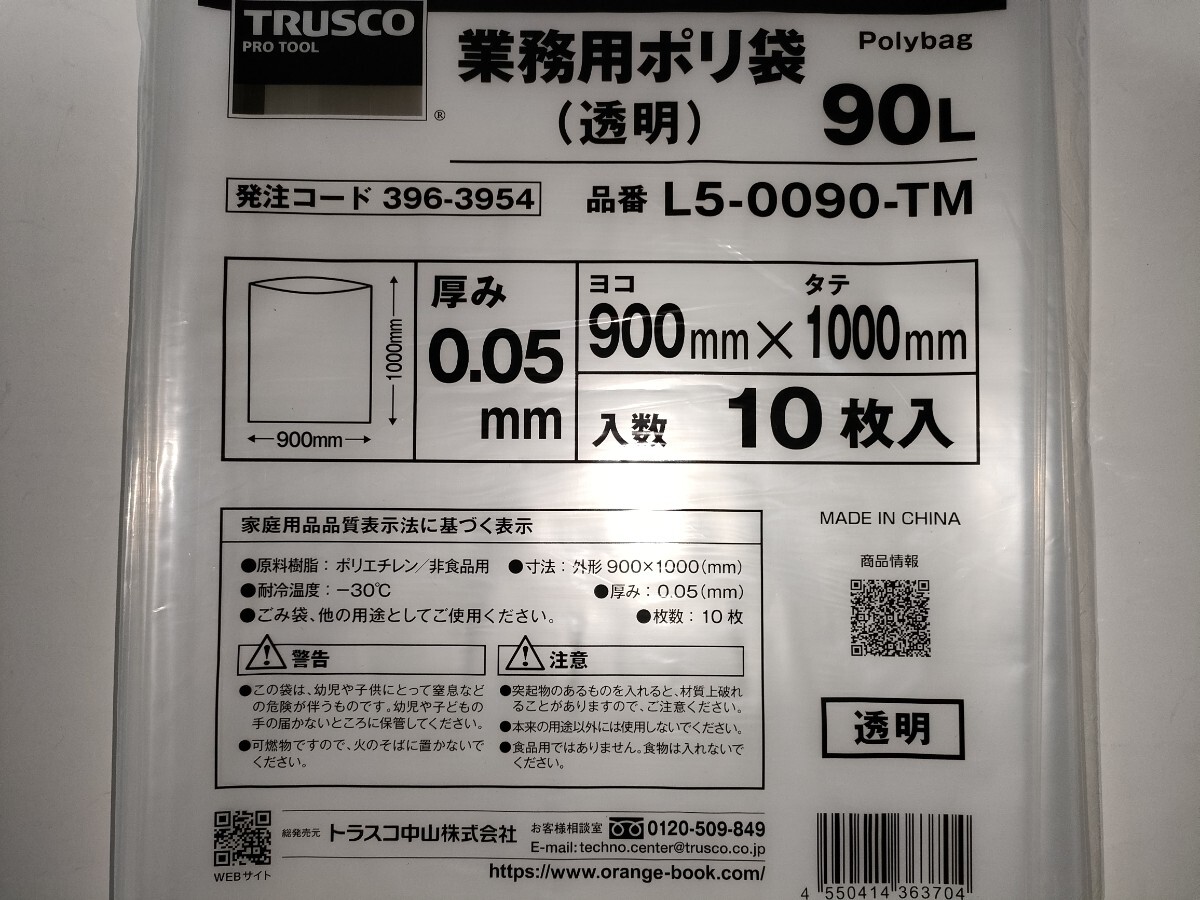 TRUSCO
PRO TOOL
®
業務用ポリ袋
Polybag
(透明)
90L
発注コード 396-3954
品番 L5-0090-TM
1000mm
900mm
厚み
0.05
mm
ヨコ タテ
900mm×1000mm
入数 10枚入
家庭用品品質表示法に基づく表示
●原料樹脂：ポリエチレン/非食品用 ●寸法：外形 900×1000(mm)
●耐冷温度：−30℃ ●厚み：0.05(mm)
●ごみ袋、他の用途としてご使用ください。 ●枚数：10枚
警告
●この袋は、幼児や子供にとって窒息など
の危険が伴うものです。幼児や子どもの
手の届かないところに保管してください。
●可燃物ですので、火のそばに置かないで
ください。
注意
●突起物のあるものを入れると、材質上破れ
ることがありますので、ご注意ください。
●本来の用途以外には使用しないでください。
●食品用ではありません。食物は入れないで
ください。
MADE IN CHINA
商品情報
透明
WEBサイト
総発売元 トラスコ中山株式会社
お客様相談室 0120-509-849
E-mail:techno.center@trusco.co.jp
https://www.orange-book.com/
4 550414 363704